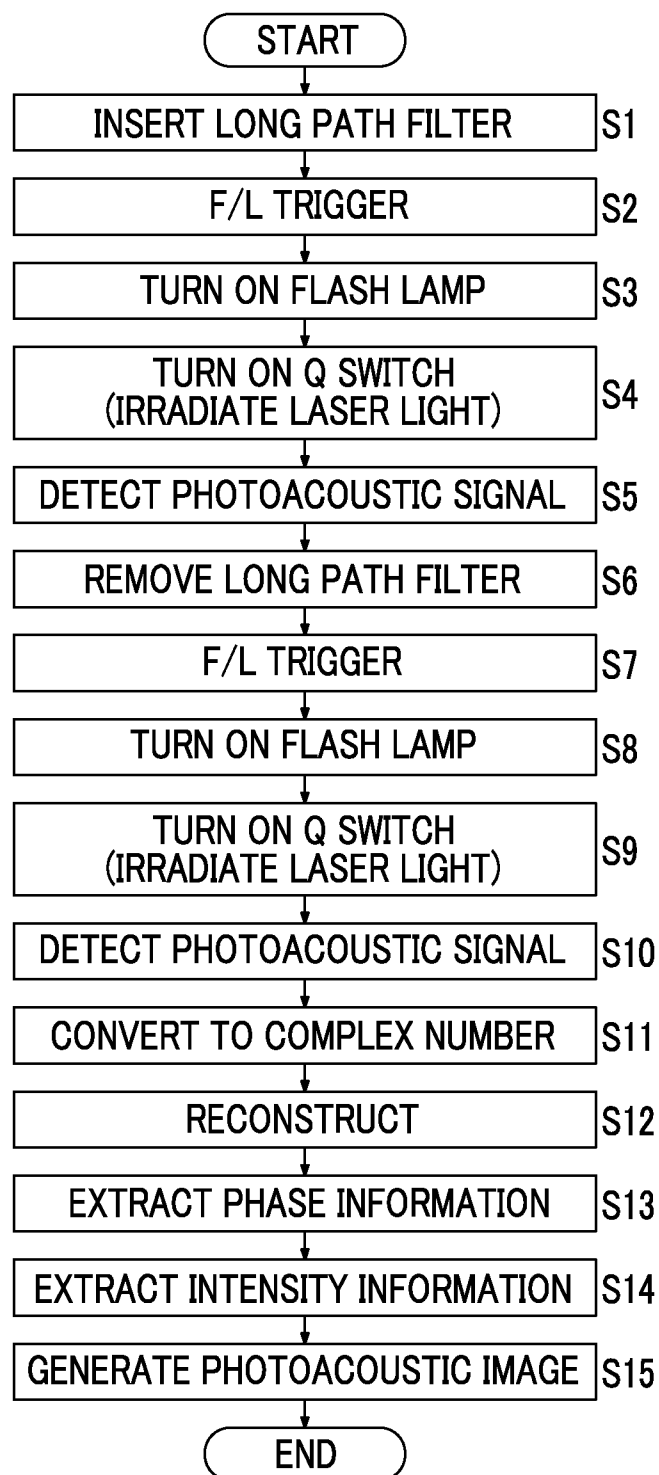 START
INSERT LONG PATH FILTER S1
F/L TRIGGER S2
TURN ON FLASH LAMP S3
TURN ON Q SWITCH
(IRRADIATE LASER LIGHT) S4
DETECT PHOTOACOUSTIC SIGNAL S5
REMOVE LONG PATH FILTER S6
F/L TRIGGER S7
TURN ON FLASH LAMP S8
TURN ON Q SWITCH
(IRRADIATE LASER LIGHT) S9
DETECT PHOTOACOUSTIC SIGNAL S10
CONVERT TO COMPLEX NUMBER S11
RECONSTRUCT S12
EXTRACT PHASE INFORMATION S13
EXTRACT INTENSITY INFORMATION S14
GENERATE PHOTOACOUSTIC IMAGE S15
END